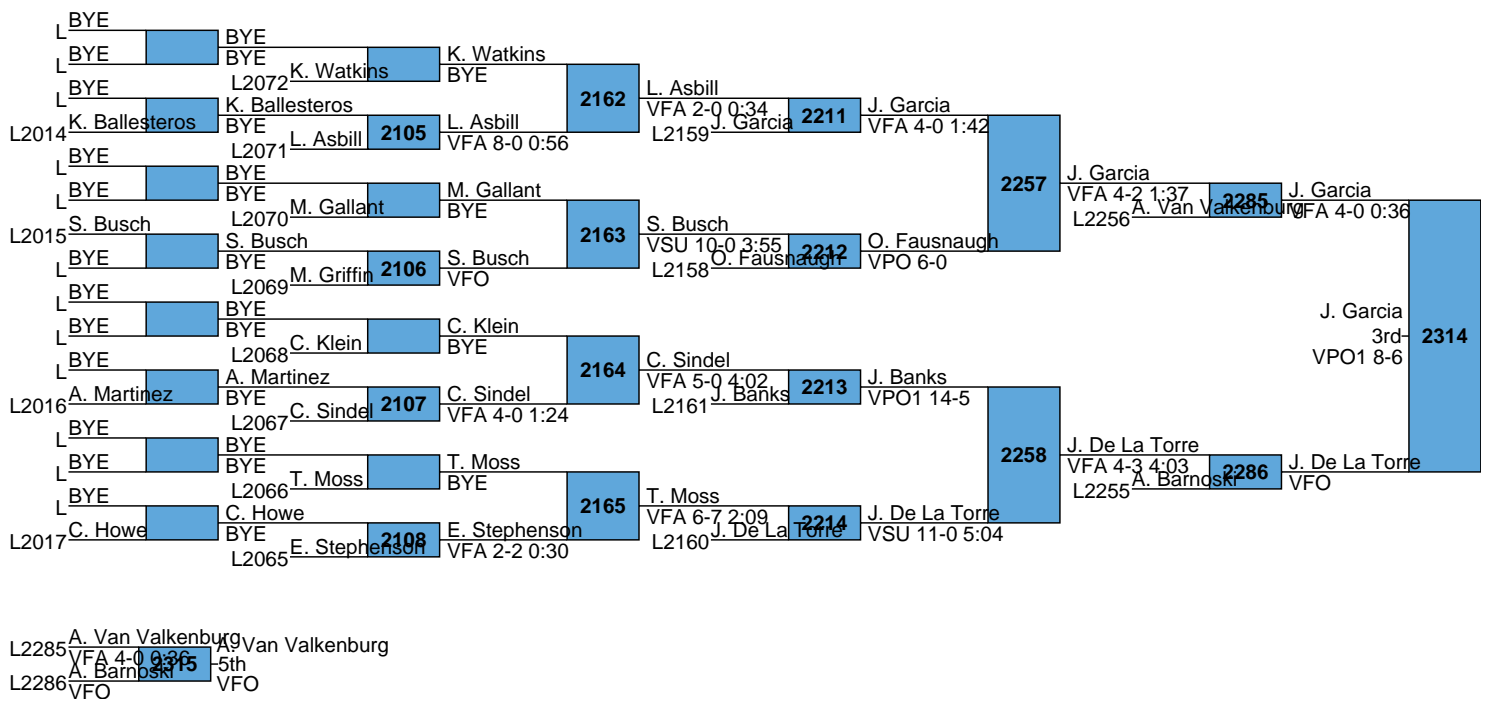 BYE
L
BYE
L
BYE
BYE
L2072
K. Watkins
K. Watkins
BYE
BYE
L
L2014
K. Ballesteros
K. Ballesteros
BYE
L2071
L. Asbill
2105
L. Asbill
VFA 8-0 0:56
2162
L. Asbill
VFA 2-0 0:34
L2159
J. Garcia
2211
J. Garcia
VFA 4-0 1:42
BYE
L
BYE
L
BYE
BYE
L2070
M. Gallant
M. Gallant
BYE
L2015
S. Busch
BYE
L
S. Busch
BYE
L2069
M. Griffin
2106
S. Busch
VFO
2163
S. Busch
VSU 10-0 3:55
L2158
O. Fausnaugh
2212
O. Fausnaugh
VPO 6-0
2257
J. Garcia
VFA 4-2 1:37
L2256
A. Van Valkenburg
2285
J. Garcia
VFA 4-0 0:36
BYE
L
BYE
L
BYE
BYE
L2068
C. Klein
C. Klein
BYE
BYE
L
L2016
A. Martinez
A. Martinez
BYE
L2067
C. Sindel
2107
C. Sindel
VFA 4-0 1:24
2164
C. Sindel
VFA 5-0 4:02
L2161
J. Banks
2213
J. Banks
VPO1 14-5
BYE
L
BYE
L
BYE
BYE
L2066
T. Moss
T. Moss
BYE
BYE
L
L2017
C. Howe
C. Howe
BYE
L2065
E. Stephenson
2108
E. Stephenson
VFA 2-2 0:30
2165
T. Moss
VFA 6-7 2:09
L2160
J. De La Torre
2214
J. De La Torre
VSU 11-0 5:04
2258
J. De La Torre
VFA 4-3 4:03
L2255
A. Barnoski
2286
J. De La Torre
VFO
J. Garcia
3rd
VPO1 8-6
2314
L2285
A. Van Valkenburg
VFA 4-0 0:36
L2286
A. Barnoski
VFO
2315
A. Van Valkenburg
5th
VFO